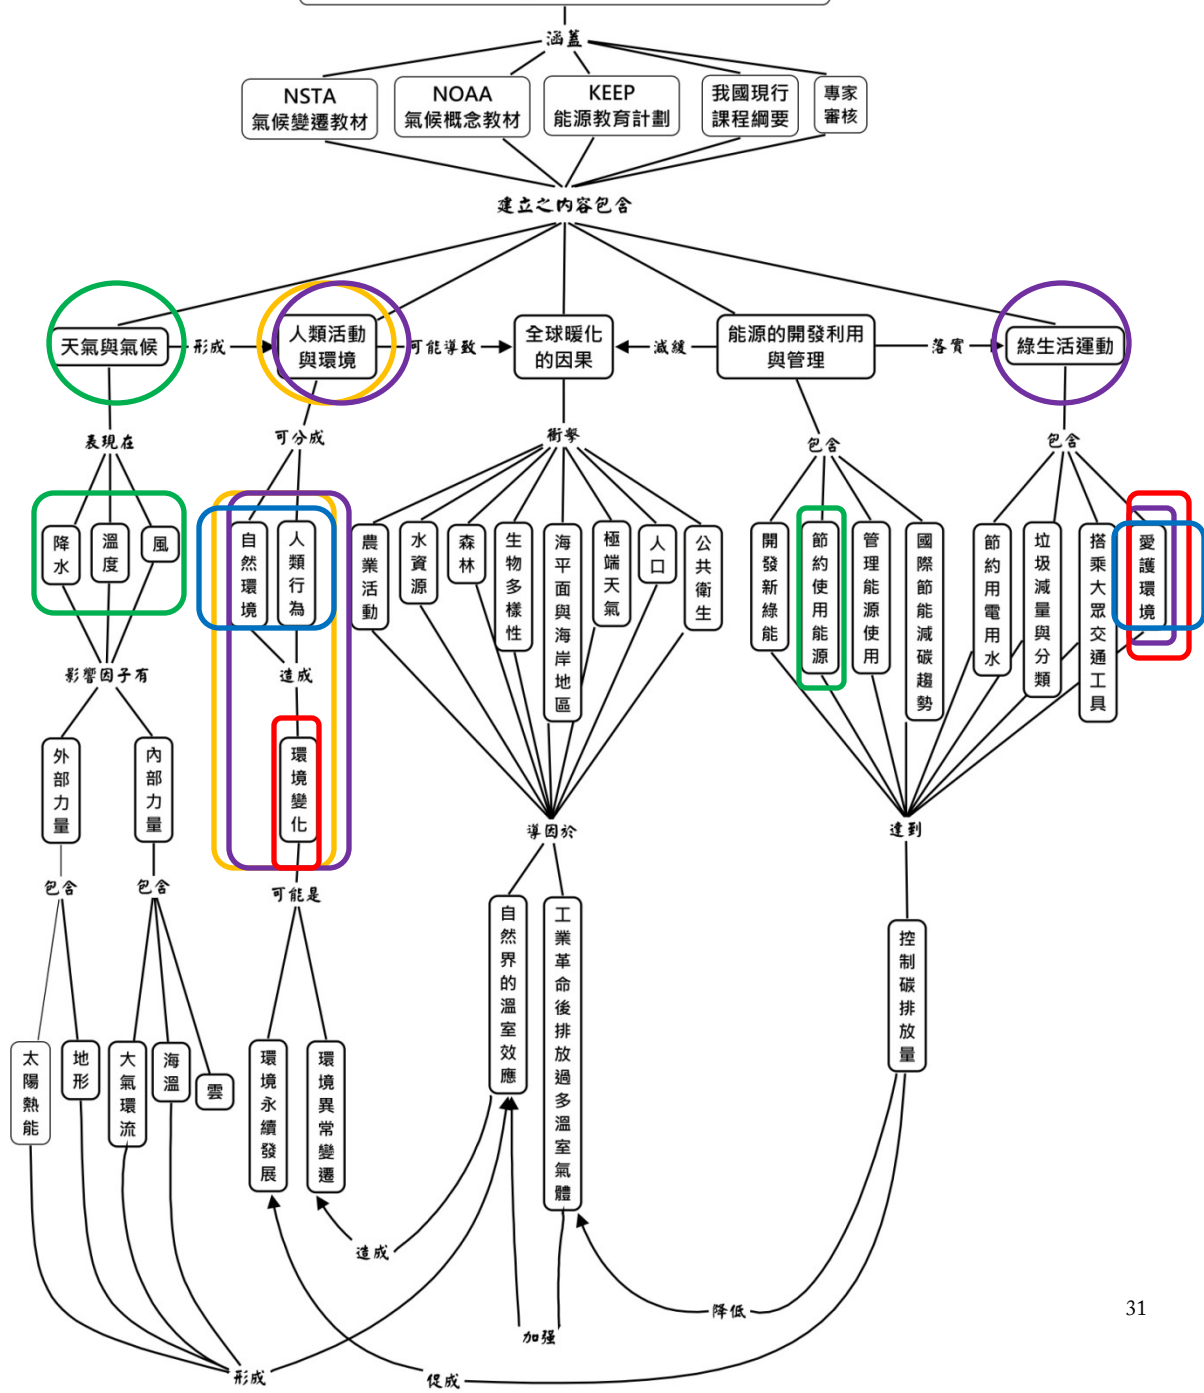 涵蓋
NSTA
氣候變遷教材
NOAA
氣候概念教材
KEEP
能源教育計劃
我國現行
課程綱要
專家
審核
建立之內容包含
天氣與氣候
形成
人類活動
與環境
可能導致
全球暖化
的因果
減緩
能源的開發利用
與管理
落實
綠生活運動
表現在
可分成
衝擊
包含
包含
降水
溫度
風
自然環境
人類行為
農業活動
水資源
森林
生物多樣性
海平面與海岸地區
極端天氣
人口
公共衛生
開發新綠能
節約使用能源
管理能源使用
國際節能減碳趨勢
節約用電用水
垃圾減量與分類
搭乘大眾交通工具
愛護環境
影響因子有
造成
外部力量
內部力量
環境變化
導因於
達到
包含
包含
可能是
自然界的溫室效應
工業革命後排放過多溫室氣體
控制碳排放量
太陽熱能
地形
大氣環流
海溫
雲
環境永續發展
環境異常變遷
造成
降低
加強
形成
促成
31